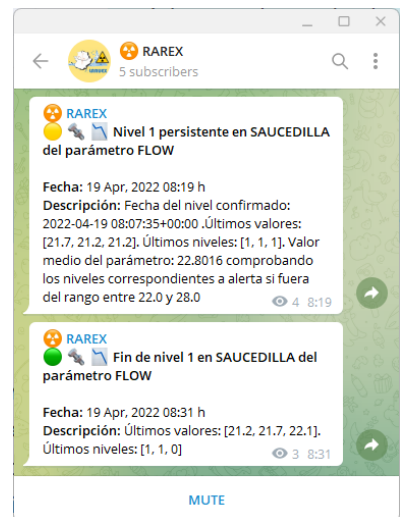 RAREX
5 subscribers
RAREX
Nivel 1 persistente en SAUCEDILLA
del parámetro FLOW
Fecha: 19 Apr, 2022 08:19 h
Descripción: Fecha del nivel confirmado:
2022-04-19 08:07:35+00:00 .Últimos valores:
[21.7, 21.2, 21.2]. Últimos niveles: [1, 1, 1]. Valor
medio del parámetro: 22.8016 comprobando
los niveles correspondientes a alerta si fuera
del rango entre 22.0 y 28.0
4 8:19
RAREX
Fin de nivel 1 en SAUCEDILLA del
parámetro FLOW
Fecha: 19 Apr, 2022 08:31 h
Descripción: Últimos valores: [21.2, 21.7, 22.1].
Últimos niveles: [1, 1, 0]
3 8:31
MUTE